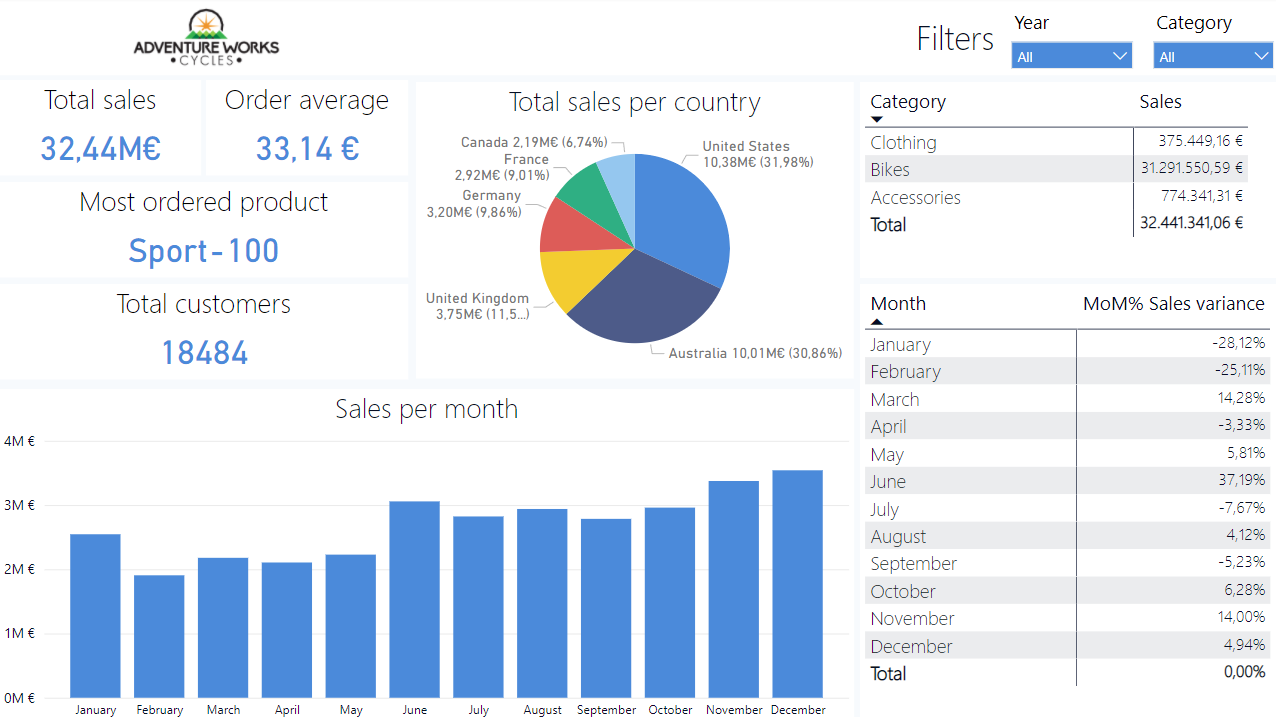 ADVENTURE WORKS
•CYCLES•
Filters
Year
All
Category
All
Total sales
32,44M€
Order average
33,14 €
Most ordered product
Sport-100
Total customers
18484
Total sales per country
Canada 2,19M€ (6,74%)
France
2,92M€ (9,01%)
Germany
3,20M€ (9,86%)
United Kingdom
3,75M€ (11,5...)
United States
10,38M€ (31,98%)
Australia 10,01M€ (30,86%)
Category Sales
Clothing 375.449,16 €
Bikes 31.291.550,59 €
Accessories 774.341,31 €
Total 32.441.341,06 €
Month MoM% Sales variance
January -28,12%
February -25,11%
March 14,28%
April -3,33%
May 5,81%
June 37,19%
July -7,67%
August 4,12%
September -5,23%
October 6,28%
November 14,00%
December 4,94%
Total 0,00%
Sales per month
4M €
3M €
2M €
1M €
0M €
January February March April May June July August September October November December